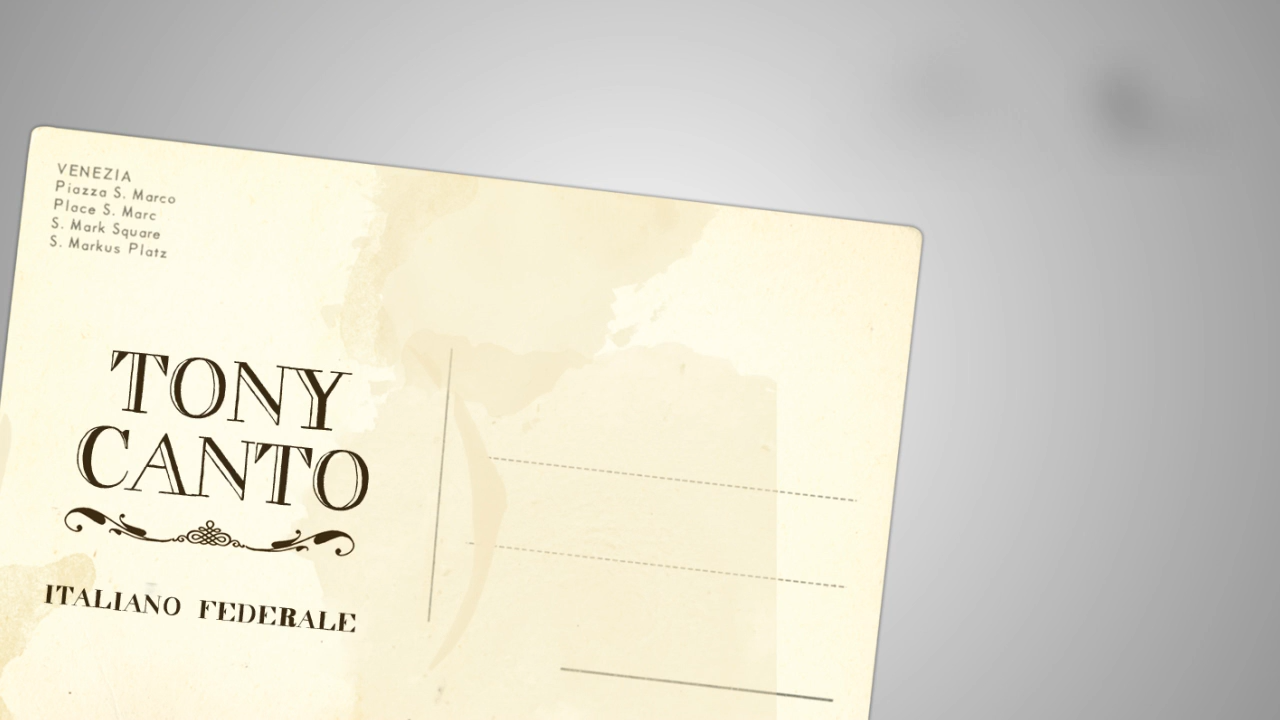 VENEZIA
Piazza S. Marco
Place S. Marc
S. Mark Square
S. Markus Platz
TONY
CANTO
ITALIANO FEDERALE